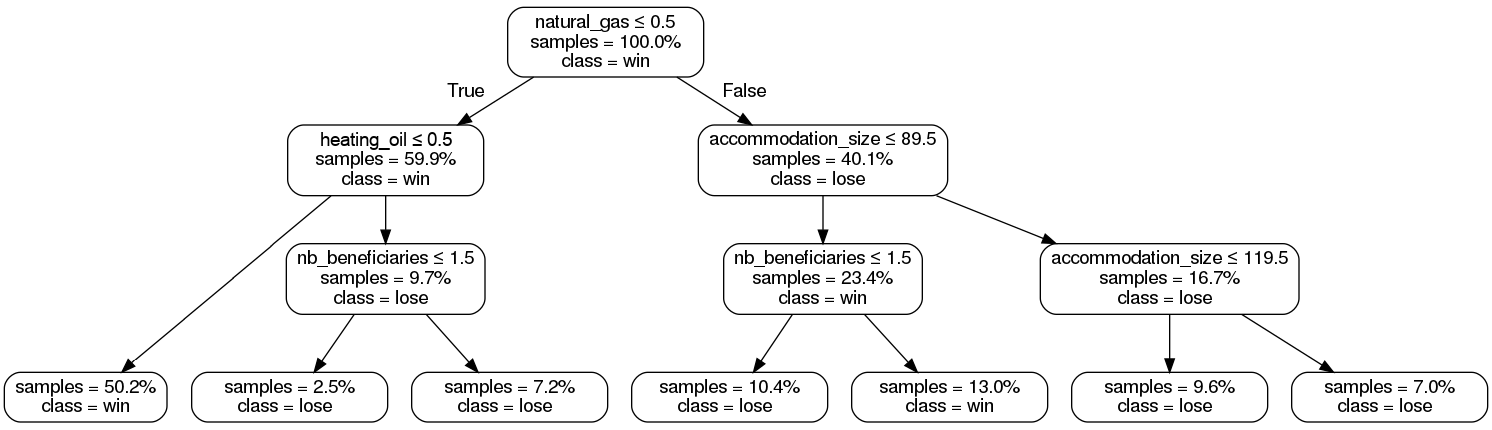 natural_gas ≤ 0.5
samples = 100.0%
class = win
True
False
heating_oil ≤ 0.5
samples = 59.9%
class = win
accommodation_size ≤ 89.5
samples = 40.1%
class = lose
nb_beneficiaries ≤ 1.5
samples = 9.7%
class = lose
nb_beneficiaries ≤ 1.5
samples = 23.4%
class = win
accommodation_size ≤ 119.5
samples = 16.7%
class = lose
samples = 50.2%
class = win
samples = 2.5%
class = lose
samples = 7.2%
class = lose
samples = 10.4%
class = lose
samples = 13.0%
class = win
samples = 9.6%
class = lose
samples = 7.0%
class = lose